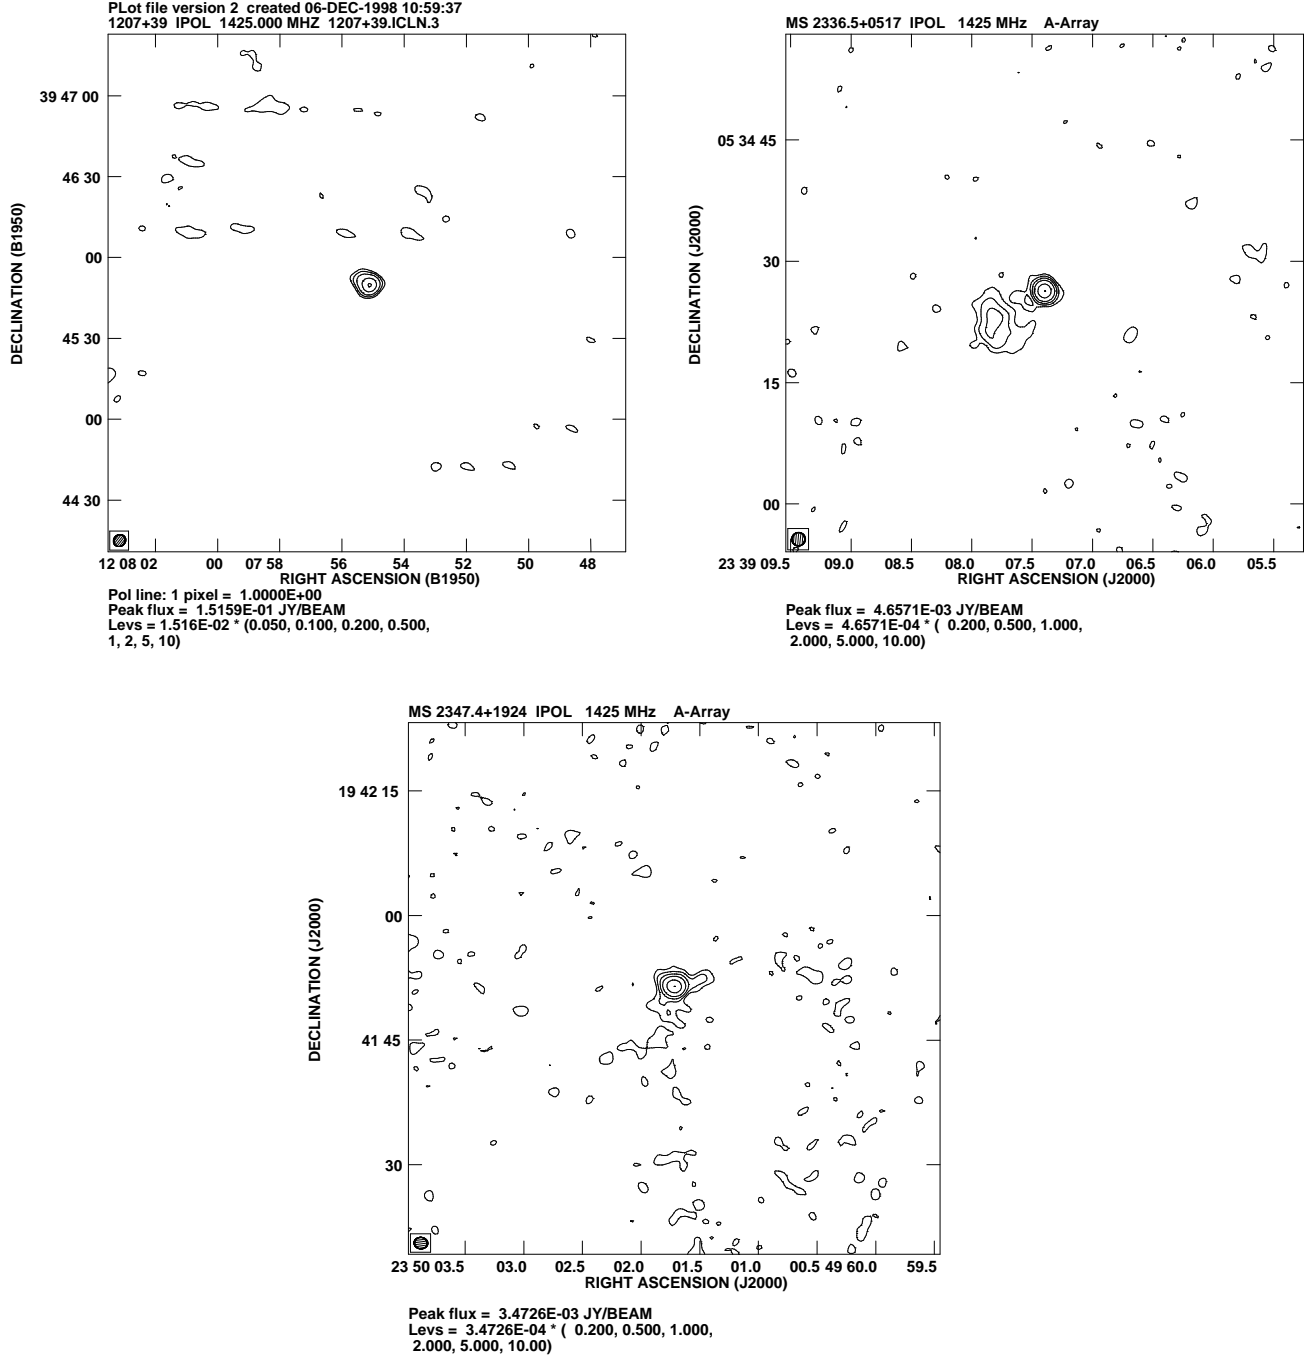 PLot file version 2 created 06-DEC-1998 10:59:37
1207+39 IPOL 1425.000 MHZ 1207+39.ICLN.3
DECLINATION (B1950)
39 47 00
46 30
00
45 30
00
44 30
12 08 02 00 07 58 56 54 52 50 48
RIGHT ASCENSION (B1950)
Pol line: 1 pixel = 1.0000E+00
Peak flux = 1.5159E-01 JY/BEAM
Levs = 1.516E-02 * (0.050, 0.100, 0.200, 0.500,
1, 2, 5, 10)
MS 2336.5+0517 IPOL 1425 MHz A-Array
DECLINATION (J2000)
05 34 45
30
15
00
23 39 09.5 09.0 08.5 08.0 07.5 07.0 06.5 06.0 05.5
RIGHT ASCENSION (J2000)
Peak flux = 4.6571E-03 JY/BEAM
Levs = 4.6571E-04 * ( 0.200, 0.500, 1.000,
2.000, 5.000, 10.00)
MS 2347.4+1924 IPOL 1425 MHz A-Array
DECLINATION (J2000)
19 42 15
00
41 45
30
23 50 03.5 03.0 02.5 02.0 01.5 01.0 00.5 49 60.0 59.5
RIGHT ASCENSION (J2000)
Peak flux = 3.4726E-03 JY/BEAM
Levs = 3.4726E-04 * ( 0.200, 0.500, 1.000,
2.000, 5.000, 10.00)